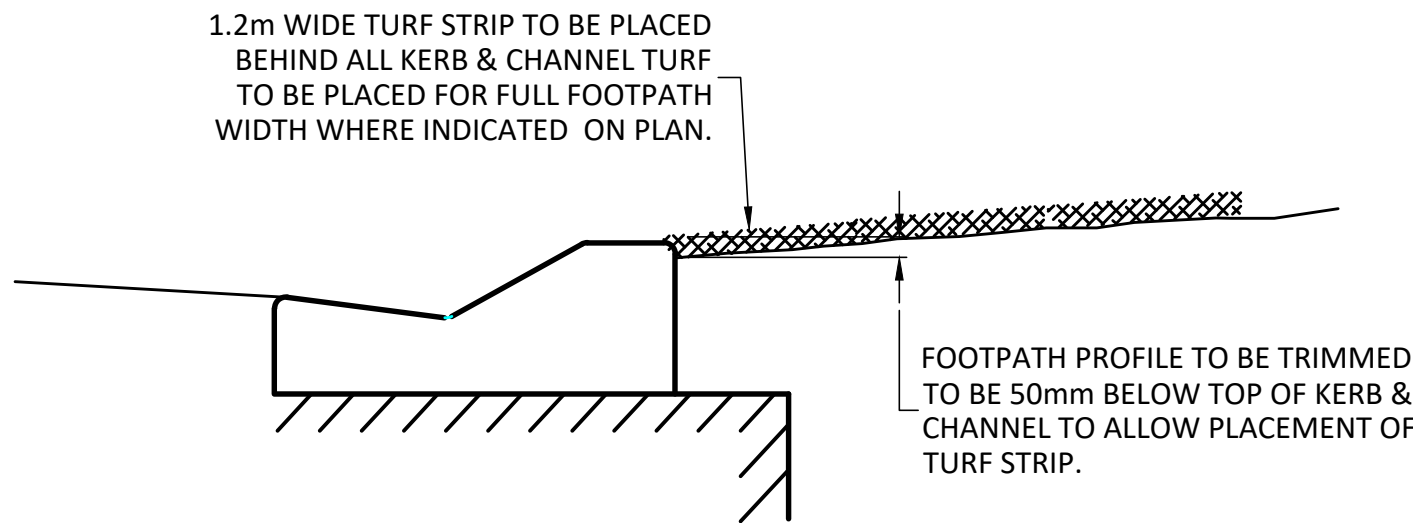 1.2m WIDE TURF STRIP TO BE PLACED
BEHIND ALL KERB & CHANNEL TURF
TO BE PLACED FOR FULL FOOTPATH
WIDTH WHERE INDICATED ON PLAN.
FOOTPATH PROFILE TO BE TRIMMED
TO BE 50mm BELOW TOP OF KERB &
CHANNEL TO ALLOW PLACEMENT OF
TURF STRIP.